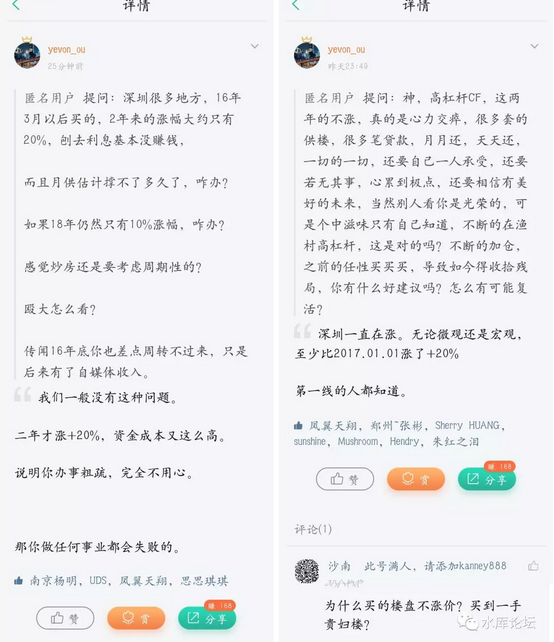 详情
yevon_ou
25分钟前
匿名用户 提问：深圳很多地方，16年
3月以后买的，2年来的涨幅大约只有
20%，刨去利息基本没赚钱，
而且月供估计撑不了多久了，咋办？
如果18年仍然只有10%涨幅，咋办？
感觉炒房还是要考虑周期性的？
殴大怎么看？
传闻16年底你也差点周转不过来，只是
后来有了自媒体收入。
我们一般没有这种问题。
二年才涨+20%，资金成本又这么高。
说明你办事粗疏，完全不用心。
那你做任何事业都会失败的。
南京杨明，UDS，凤翼天翔，思思琪琪
赞
赏
分享
赚 168
详情
yevon_ou
昨天23:49
匿名用户 提问：神，高杠杆CF，这两
年的不涨，真的是心力交瘁，很多套的
供楼，很多笔贷款，月月还，天天还，
一切的一切，还要自己一人承受，还要
若无其事，心累到极点，还要相信有美
好的未来，当然别人看你是光荣的，可
是个中滋味只有自己知道，不断的在渔
村高杠杆，这是对的吗？不断的加仓，
之前的任性买买买，导致如今得收拾残
局，你有什么好建议吗？怎么有可能复
活？
深圳一直在涨。无论微观还是宏观，
至少比2017.01.01涨了+20%
第一线的人都知道。
凤翼天翔，郑州~张彬，Sherry HUANG，
sunshine，Mushroom，Hendry，朱红之泪
赞
赏
分享
赚 168
评论(1)
沙南 此号满人，请添加kanney888
为什么买的楼盘不涨价？买到一手
贵妇楼？
水库论坛